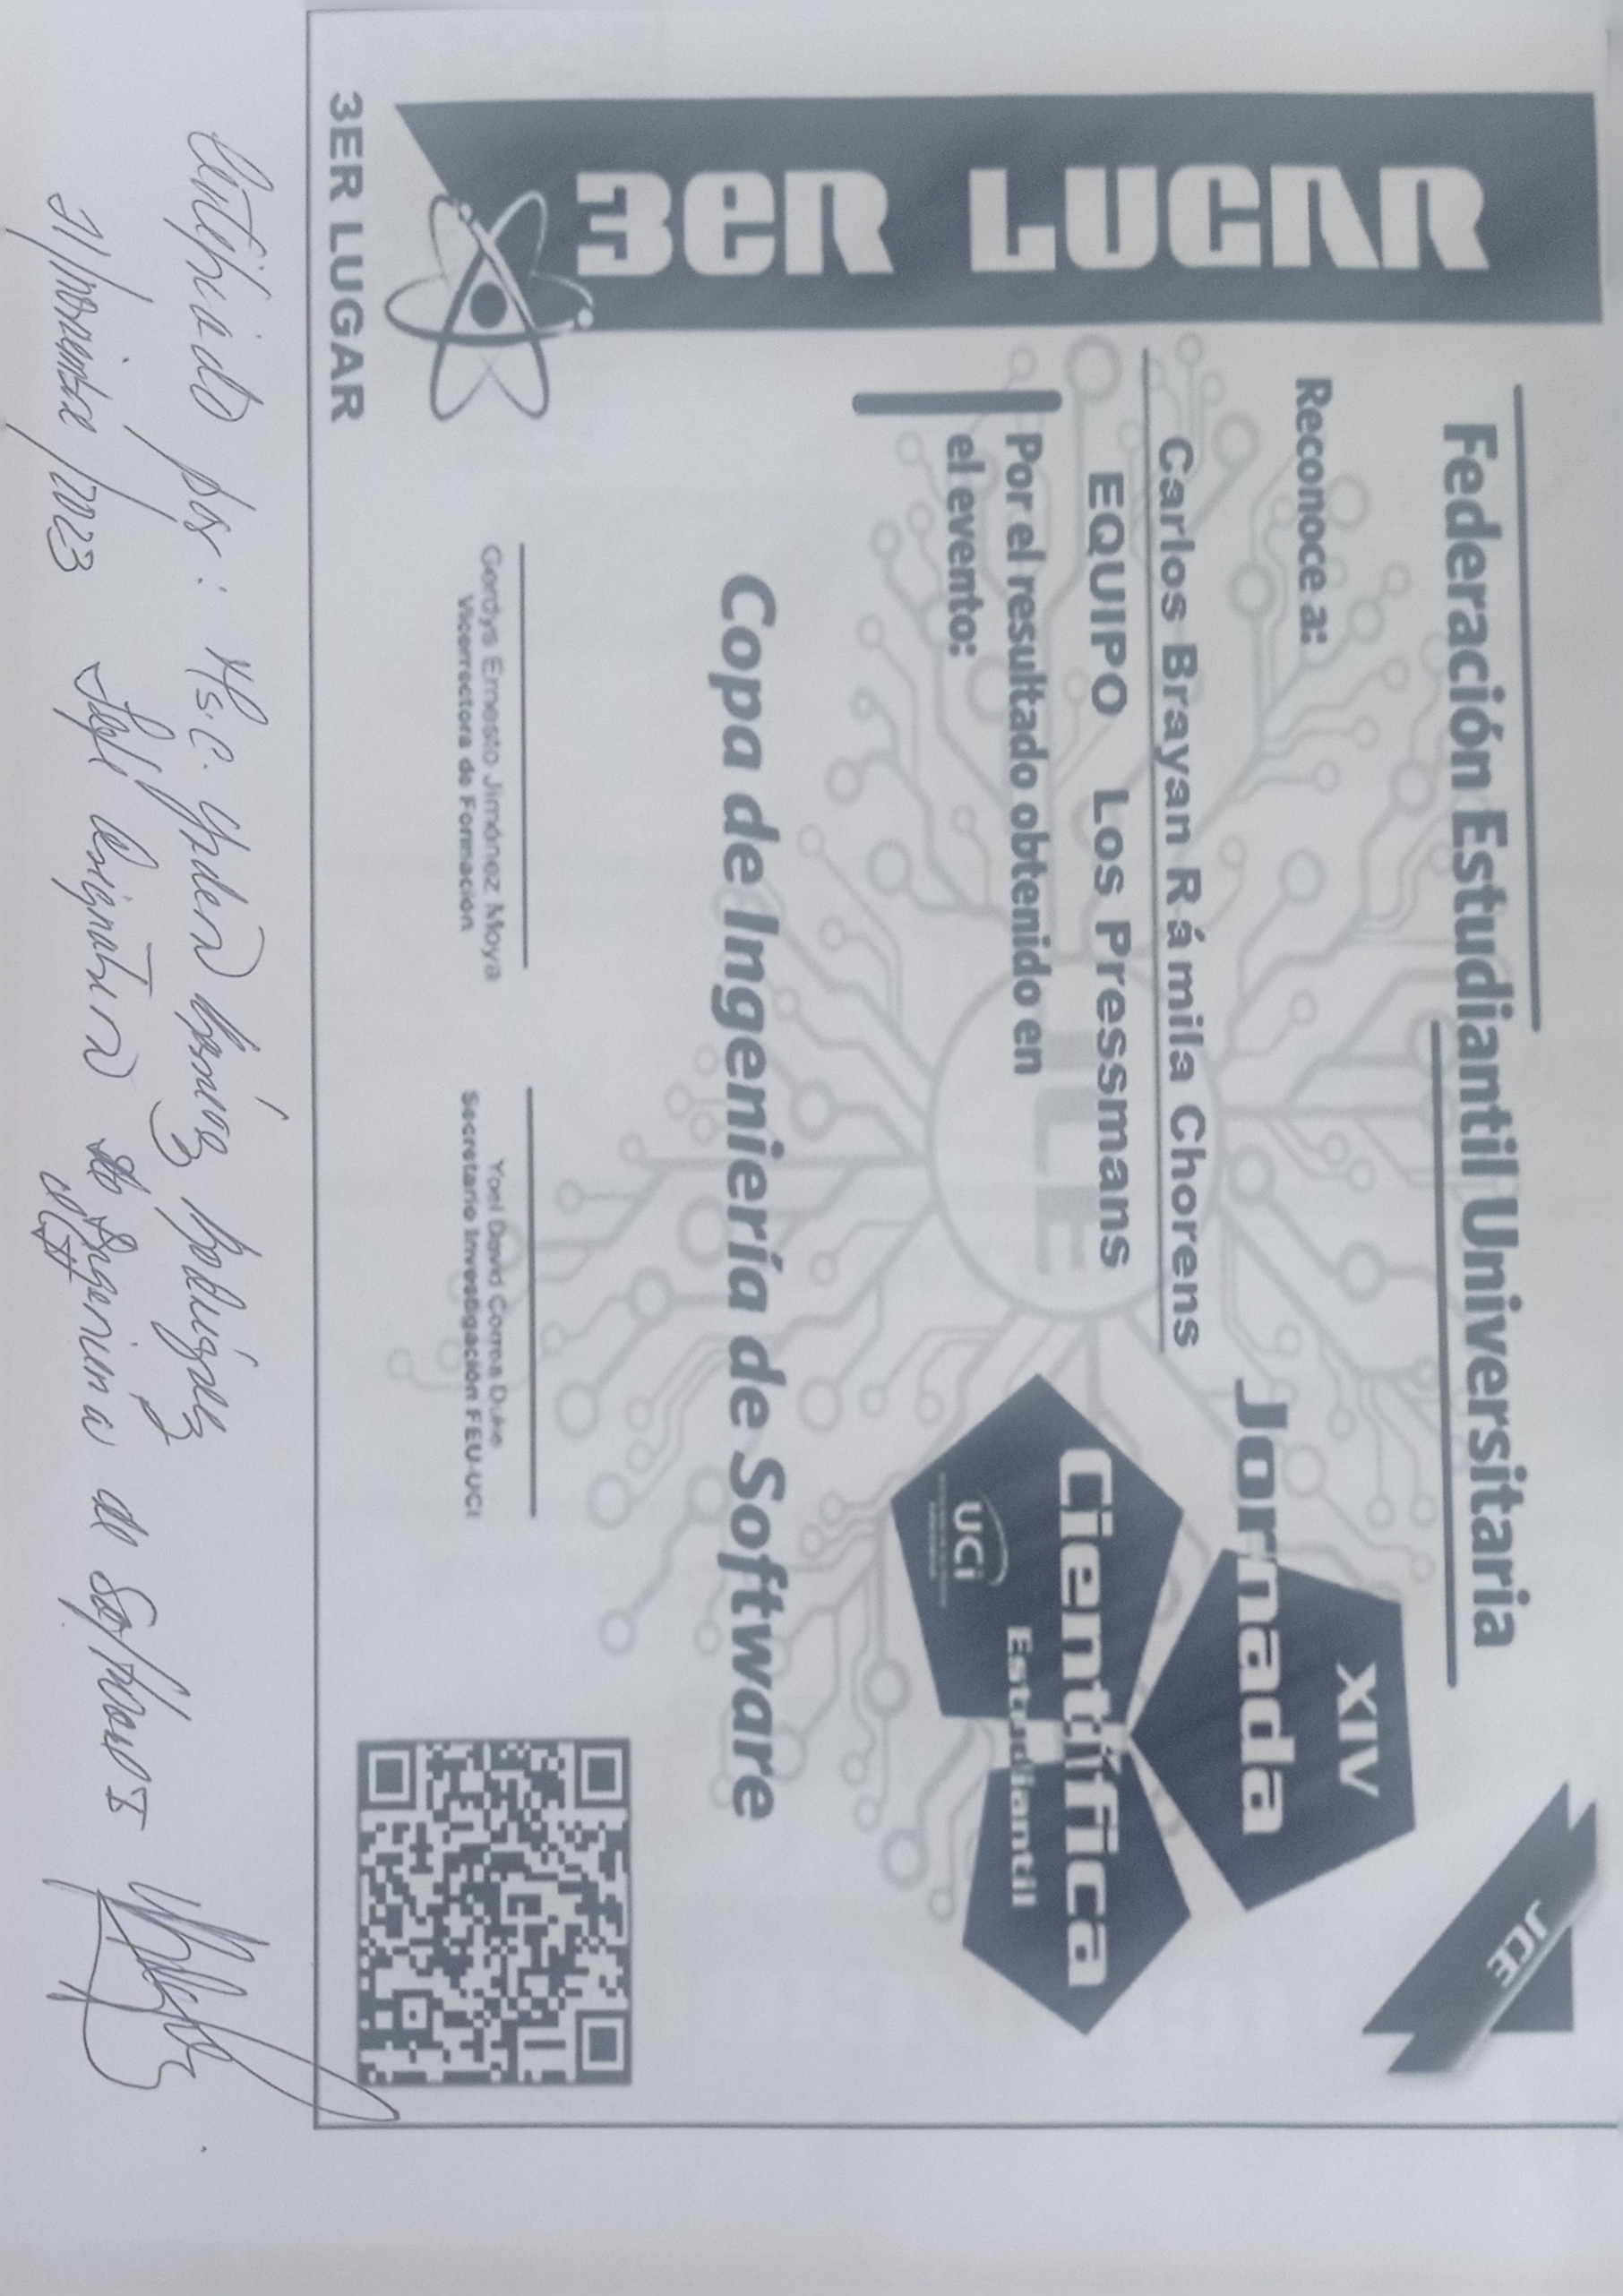 3ER LUGAR
Federación Estudiantil Universitaria
JCE
Reconoce a:
XIV
Jornada
Científica
Estudiantil
UCi
Carlos Brayan Rámila Chorens
EQUIPO Los Pressmans
JCE
Por el resultado obtenido en
el evento:
Copa de Ingeniería de Software
Gerdys Ernesto Jiménez Moya
Vicerrectora de Formación
Yoel David Correa Duke
Secretario Investigación FEU-UCI
3ER LUGAR
Certificado por: Ms.C. Ramírez Rodríguez
Jefe Asignatura de Ingeniería de Software I
/noviembre/2023